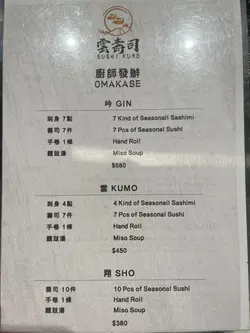 雲壽司
SUSHI KUMO
廚師發辦
OMAKASE
吟 GIN
刺身 7點 7 Kind of Seasonall Sashimi
壽司 7件 7 Pcs of Seasonal Sushi
手卷 1條 Hand Roll
麵豉湯 Miso Soup
$680
雲 KUMO
刺身 4點 4 Kind of Seasonall Sashimi
壽司 7件 7 Pcs of Seasonal Sushi
手卷 1條 Hand Roll
麵豉湯 Miso Soup
$450
翔 SHO
壽司 10件 10 Pcs of Seasonal Sushi
手卷 1條 Hand Roll
麵豉湯 Miso Soup
$380